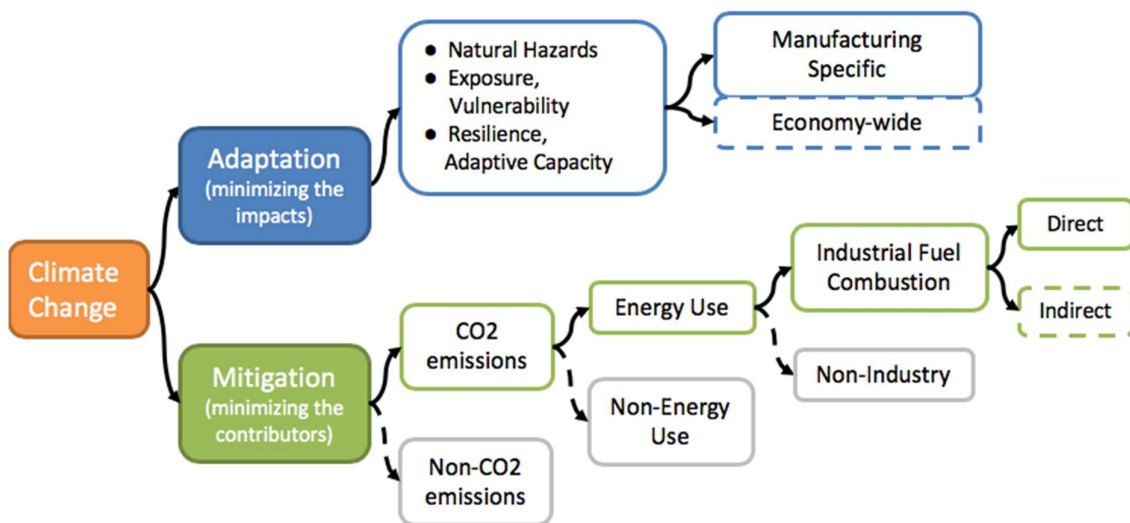 ● Natural Hazards
● Exposure,
Vulnerability
● Resilience,
Adaptive Capacity
Manufacturing
Specific
Economy-wide
Adaptation
(minimizing the
impacts)
Climate
Change
Mitigation
(minimizing the
contributors)
CO2
emissions
Non-CO2
emissions
Energy Use
Non-Energy
Use
Industrial Fuel
Combustion
Non-Industry
Direct
Indirect